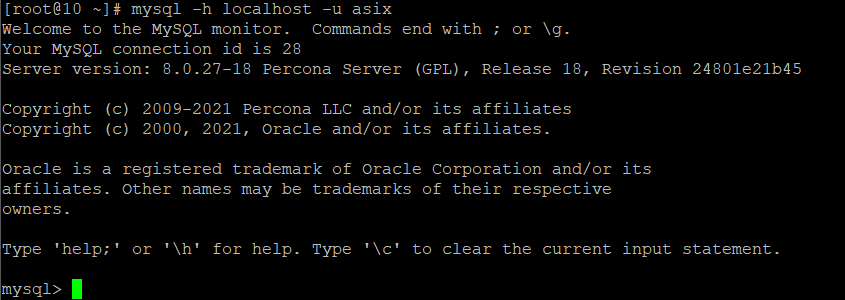 [root@10 ~]# mysql -h localhost -u asix
Welcome to the MySQL monitor.  Commands end with ; or \g.
Your MySQL connection id is 28
Server version: 8.0.27-18 Percona Server (GPL), Release 18, Revision 24801e21b45

Copyright (c) 2009-2021 Percona LLC and/or its affiliates
Copyright (c) 2000, 2021, Oracle and/or its affiliates.

Oracle is a registered trademark of Oracle Corporation and/or its
affiliates. Other names may be trademarks of their respective
owners.

Type 'help;' or '\h' for help. Type '\c' to clear the current input statement.

mysql>